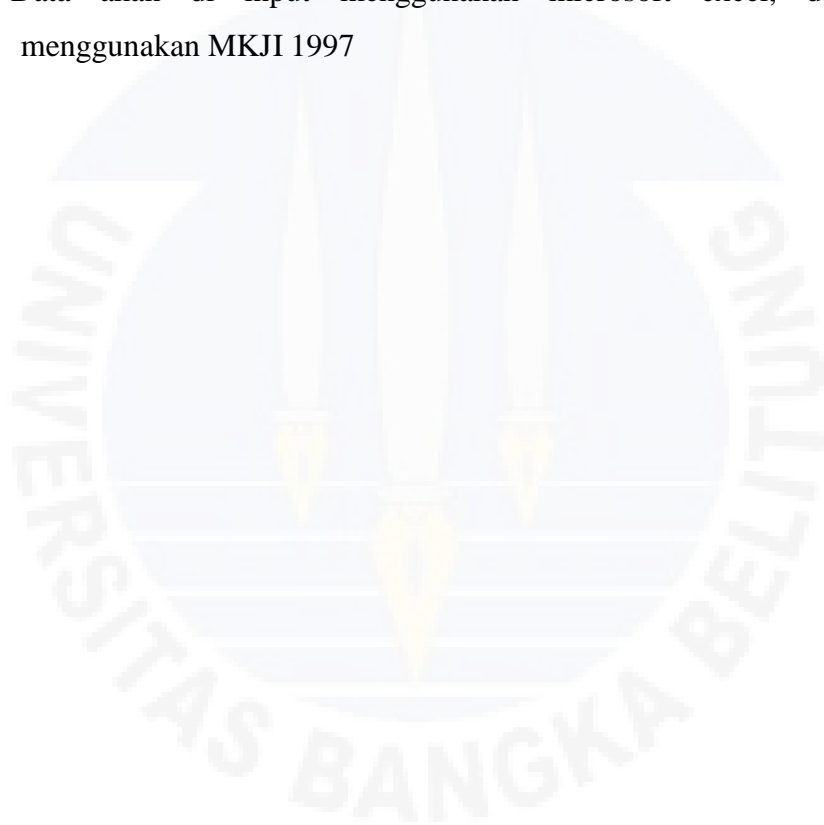 Data akan di input menggunakan microsoft excel, d
menggunakan MKJI 1997
UNIVERSITAS BANGKA BELITUNG